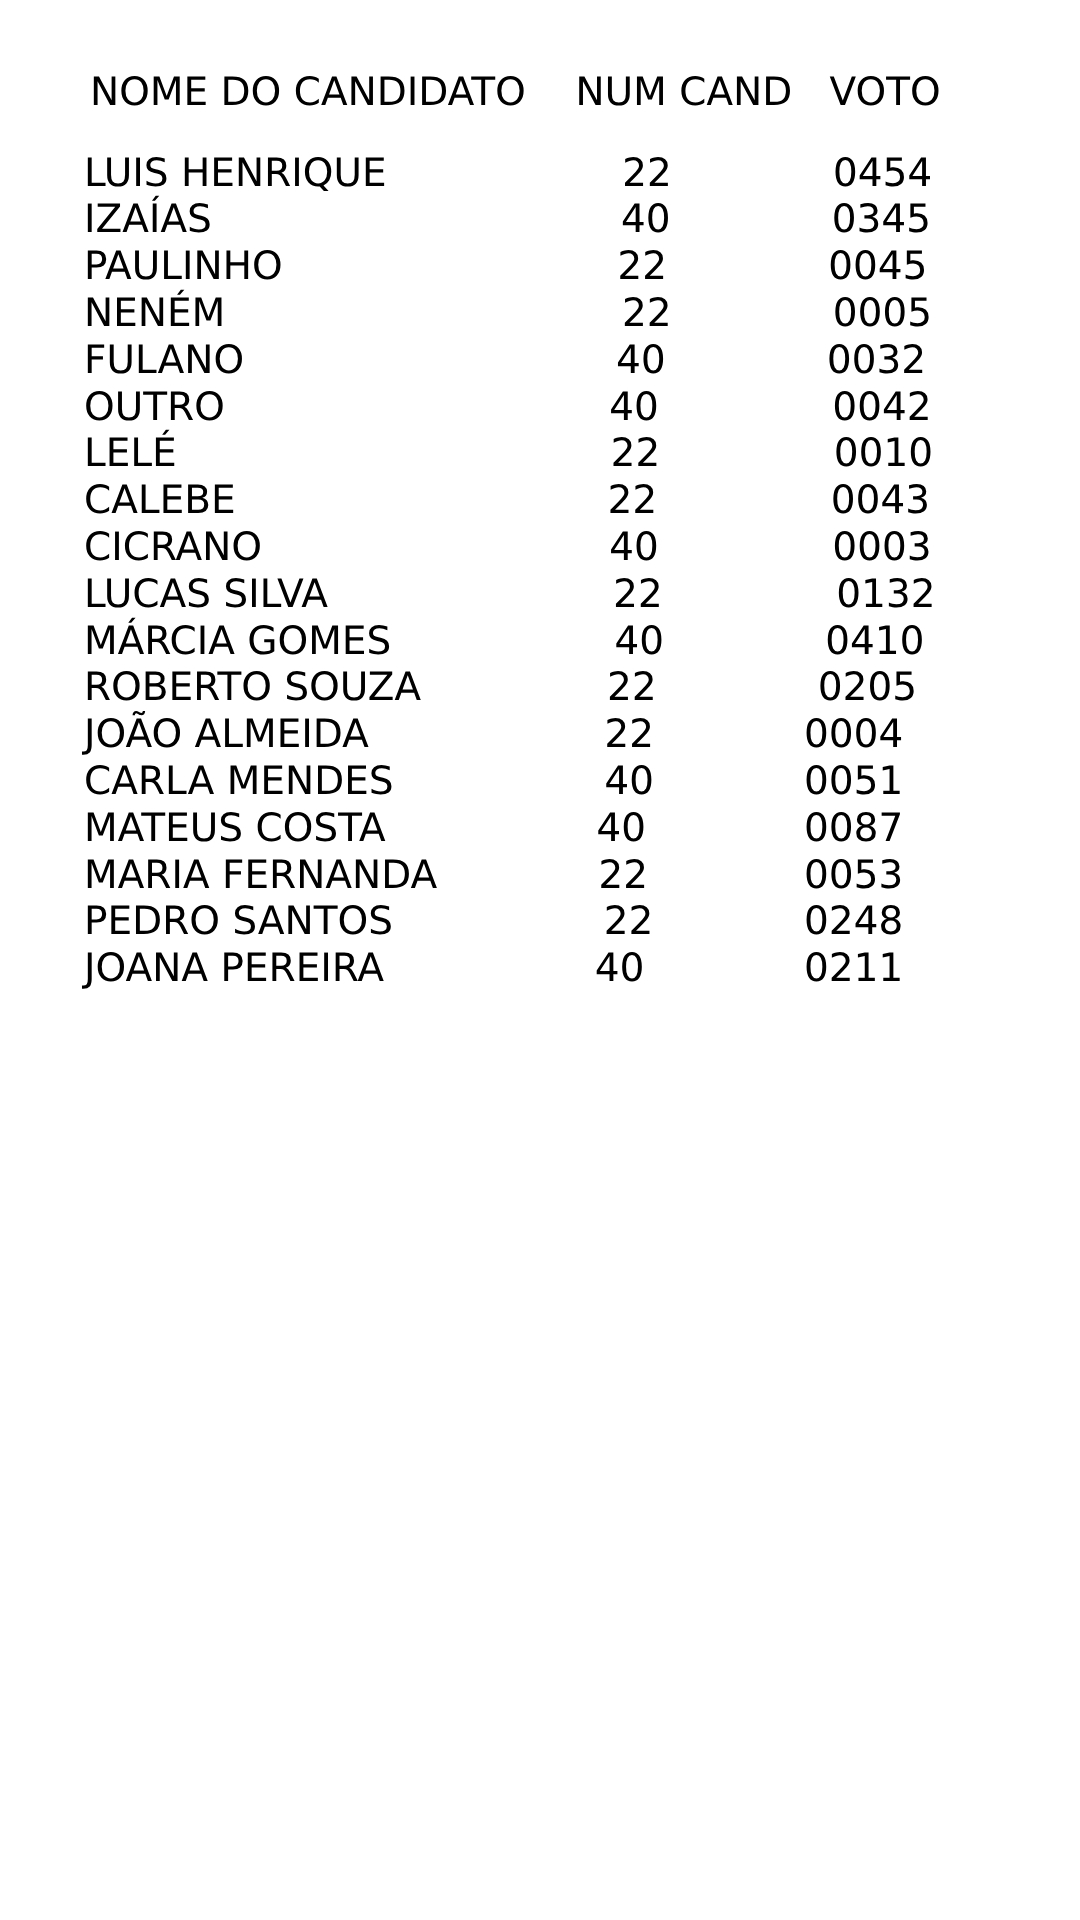 NOME DO CANDIDATO NUM CAND VOTO
LUIS HENRIQUE 22 0454
IZAÍAS 40 0345
PAULINHO 22 0045
NENÉM 22 0005
FULANO 40 0032
OUTRO 40 0042
LELÉ 22 0010
CALEBE 22 0043
CICRANO 40 0003
LUCAS SILVA 22 0132
MÁRCIA GOMES 40 0410
ROBERTO SOUZA 22 0205
JOÃO ALMEIDA 22 0004
CARLA MENDES 40 0051
MATEUS COSTA 40 0087
MARIA FERNANDA 22 0053
PEDRO SANTOS 22 0248
JOANA PEREIRA 40 0211